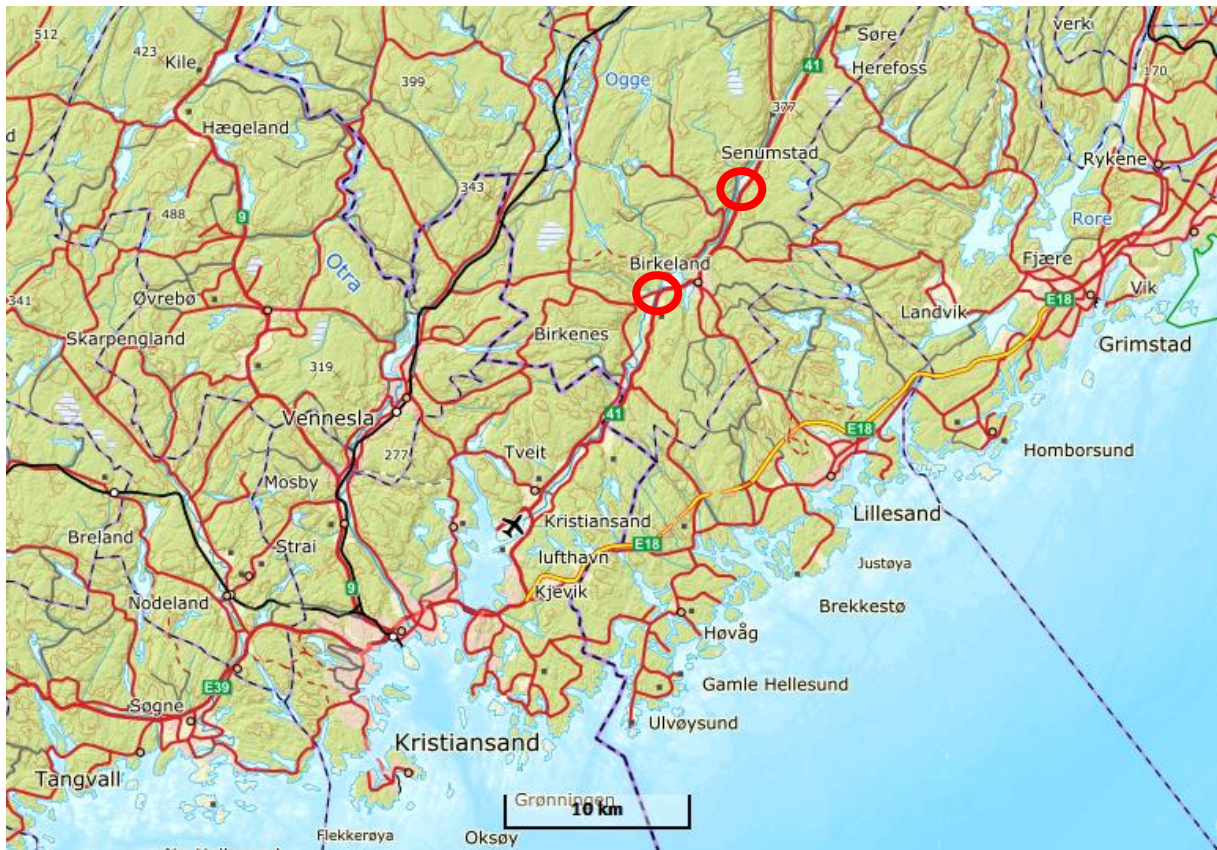 512
423
Kile
Ogge
Søre
Herefoss
verk
170
41
399
377
Hægeland
d
Senumstad
Rykene
343
488
9
Rore
Otra
Birkeland
Fjære
Vik
E18
341
Øvrebø
Landvik
Birkenes
Skarpengland
Grimstad
319
Vennesla
41
E18
277
Tveit
Homborsund
Mosby
Breland
Kristiansand
Lillesand
Strai
E18
lufthavn
Justøya
9
Kjevik
Nodeland
Brekkestø
Høvåg
E39
Gamle Hellesund
Søgne
Ulvøysund
Kristiansand
Tangvall
Grønningen
10 km
Flekkerøya
Oksøy